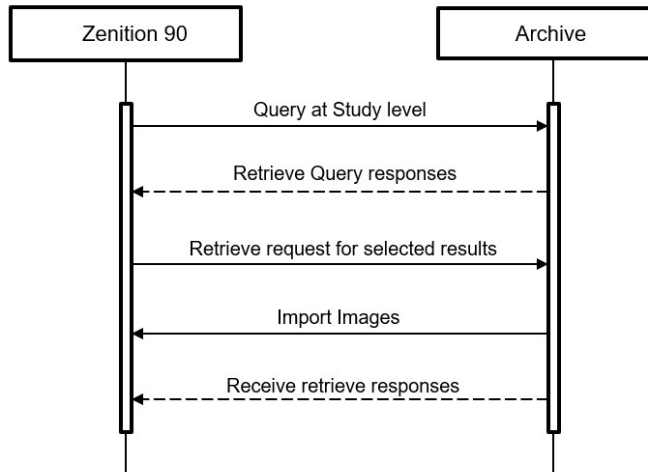 Zenition 90
Archive
Query at Study level
Retrieve Query responses
Retrieve request for selected results
Import Images
Receive retrieve responses